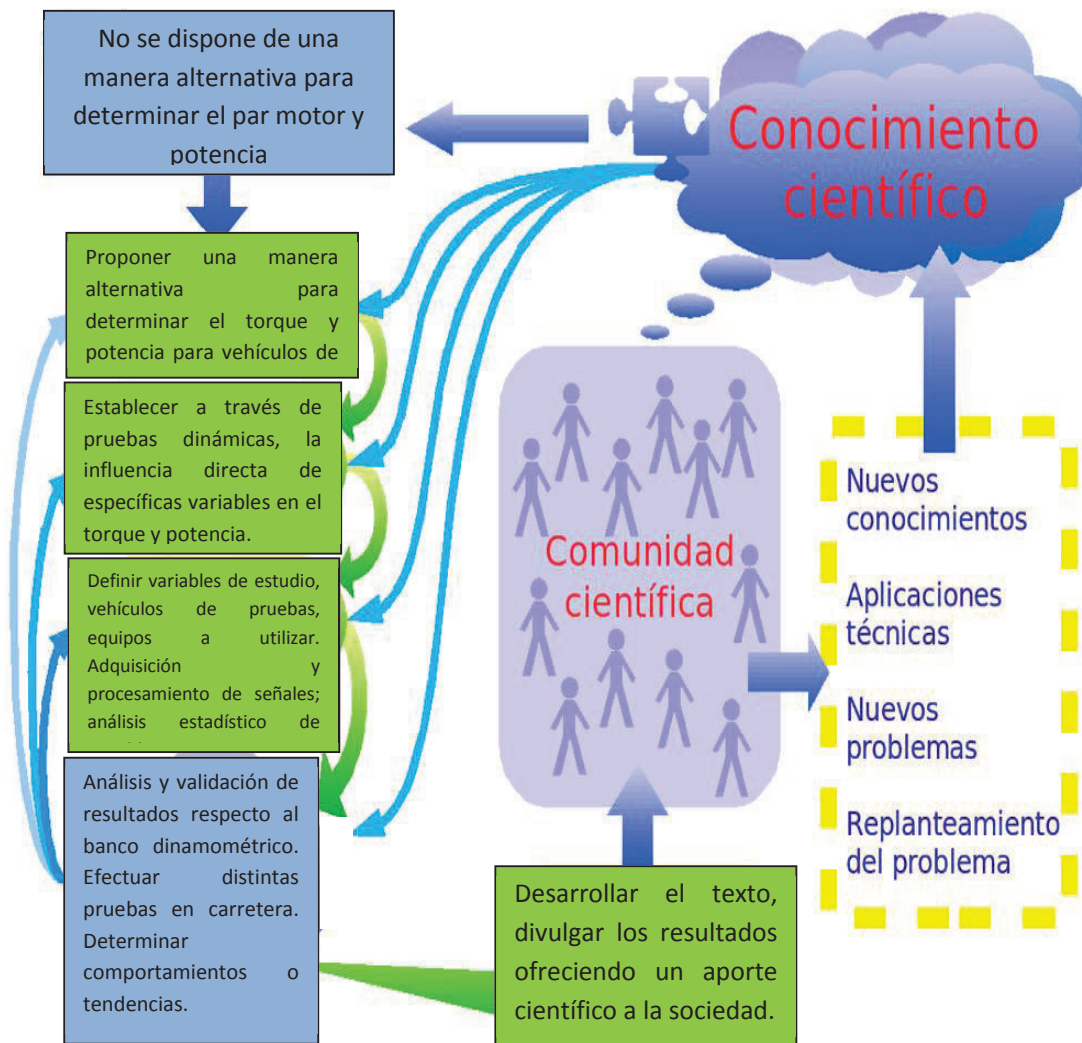 No se dispone de una
manera alternativa para
determinar el par motor y
potencia
Conocimiento
científico
Proponer una manera
alternativa para
determinar el torque y
potencia para vehículos de
Establecer a través de
pruebas dinámicas, la
influencia directa de
específicas variables en el
torque y potencia.
Definir variables de estudio,
vehículos de pruebas,
equipos a utilizar.
Adquisición y
procesamiento de señales;
análisis estadístico de
Análisis y validación de
resultados respecto al
banco dinamométrico.
Efectuar distintas
pruebas en carretera.
Determinar
comportamientos o
tendencias.
Comunidad
científica
Desarrollar el texto,
divulgar los resultados
ofreciendo un aporte
científico a la sociedad.
Nuevos
conocimientos
Aplicaciones
técnicas
Nuevos
problemas
Replanteamiento
del problema